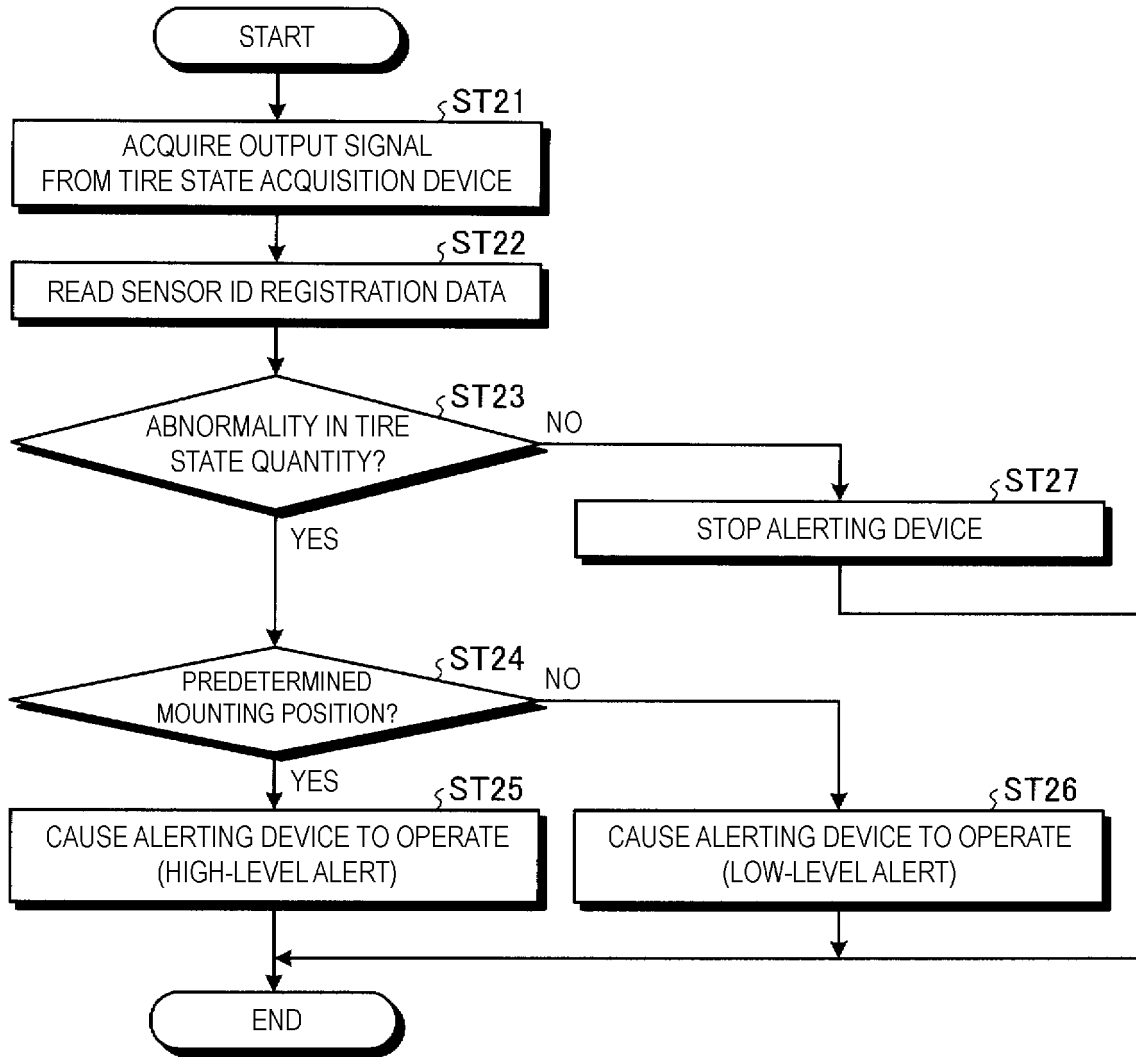 START
ST21
ACQUIRE OUTPUT SIGNAL
FROM TIRE STATE ACQUISITION DEVICE
ST22
READ SENSOR ID REGISTRATION DATA
ST23
ABNORMALITY IN TIRE
STATE QUANTITY?
NO
YES
ST27
STOP ALERTING DEVICE
ST24
PREDETERMINED
MOUNTING POSITION?
NO
YES
ST25
CAUSE ALERTING DEVICE TO OPERATE
(HIGH-LEVEL ALERT)
ST26
CAUSE ALERTING DEVICE TO OPERATE
(LOW-LEVEL ALERT)
END